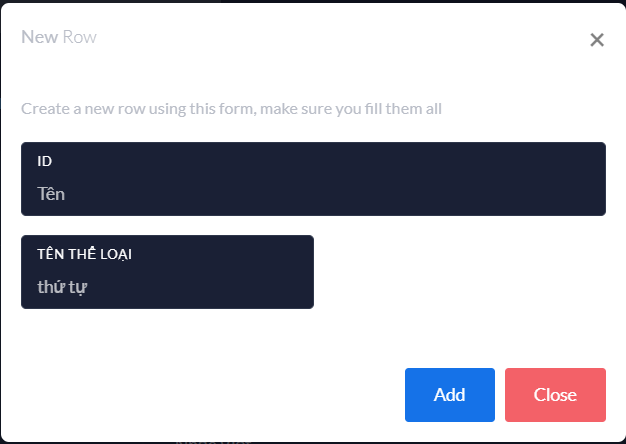 New Row
×
Create a new row using this form, make sure you fill them all
ID
Tên
TÊN THỂ LOẠI
thứ tự
Add
Close